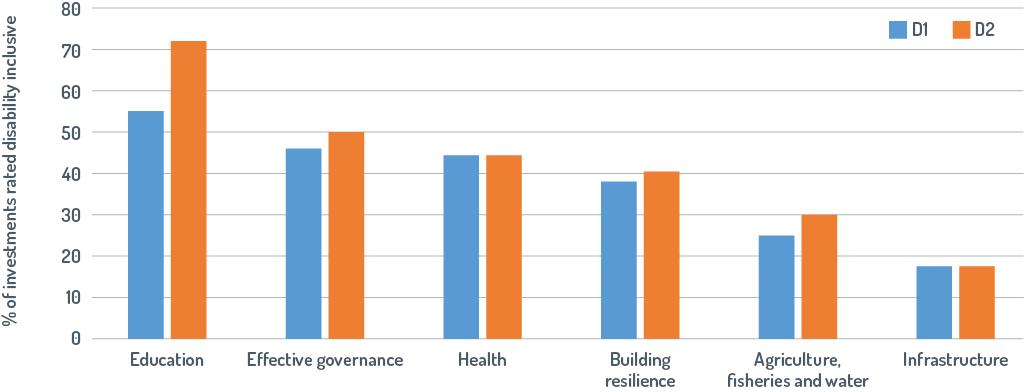 % of investments rated disability inclusive
80
70
60
50
40
30
20
10
0
D1
D2
Education
Effective governance
Health
Building
resilience
Agriculture,
fisheries and water
Infrastructure